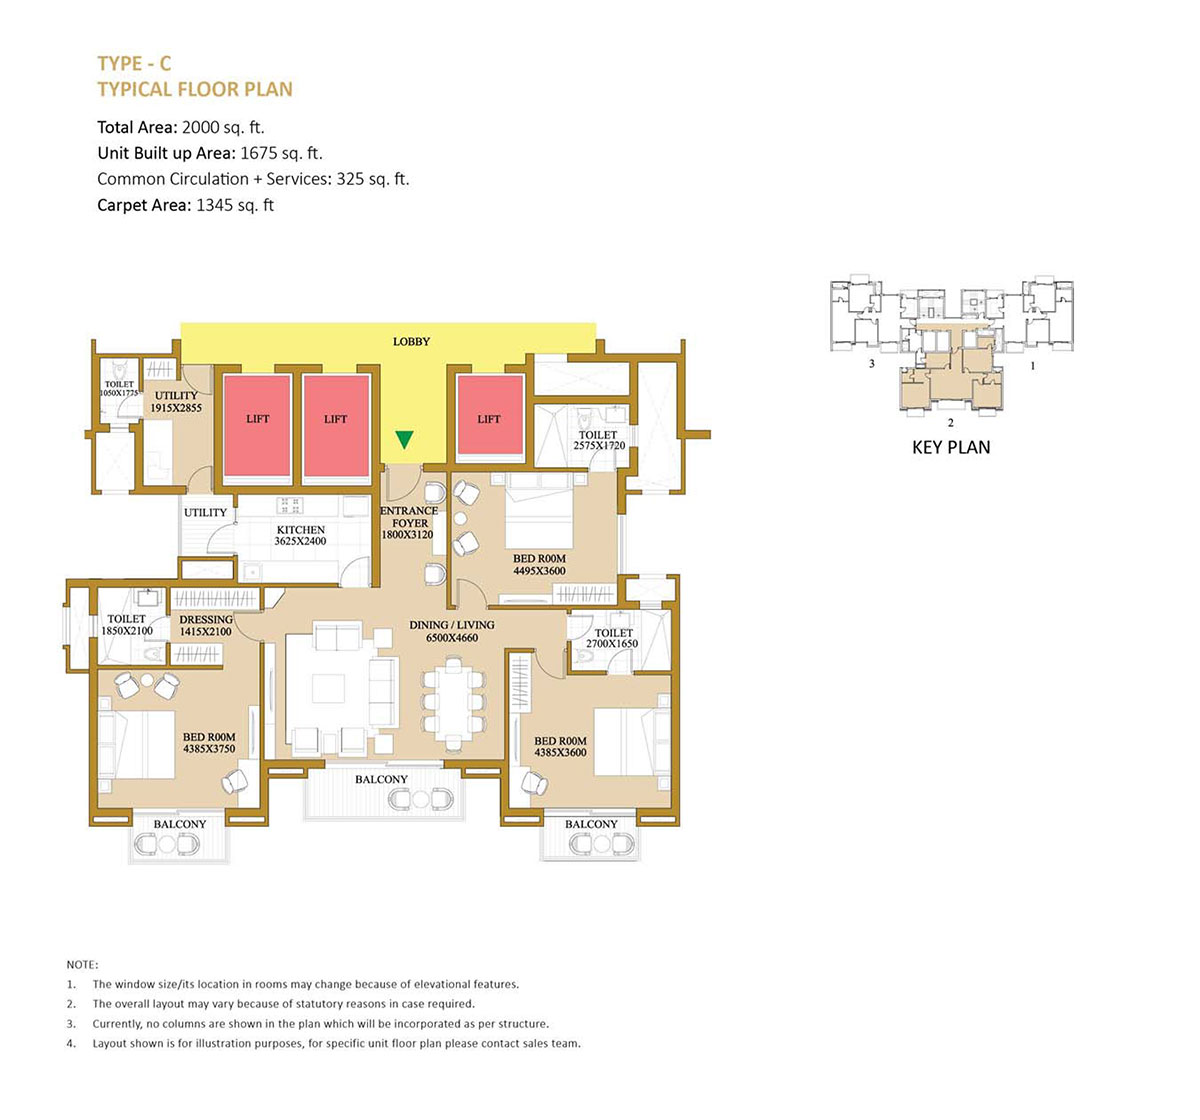 TYPE - C
TYPICAL FLOOR PLAN
Total Area: 2000 sq. ft.
Unit Built up Area: 1675 sq. ft.
Common Circulation + Services: 325 sq. ft.
Carpet Area: 1345 sq. ft
LOBBY
TOILET
1050X1775
UTILITY
1915X2855
LIFT
LIFT
LIFT
TOILET
2575X1720
UTILITY
KITCHEN
3625X2400
ENTRANCE
FOYER
1800X3120
BED R00M
4495X3600
TOILET
1850X2100
DRESSING
1415X2100
DINING / LIVING
6500X4660
TOILET
2700X1650
BED R00M
4385X3750
BED R00M
4385X3600
BALCONY
BALCONY
BALCONY
3
1
2
KEY PLAN
NOTE:
1. The window size/its location in rooms may change because of elevational features.
2. The overall layout may vary because of statutory reasons in case required.
3. Currently, no columns are shown in the plan which will be incorporated as per structure.
4. Layout shown is for illustration purposes, for specific unit floor plan please contact sales team.